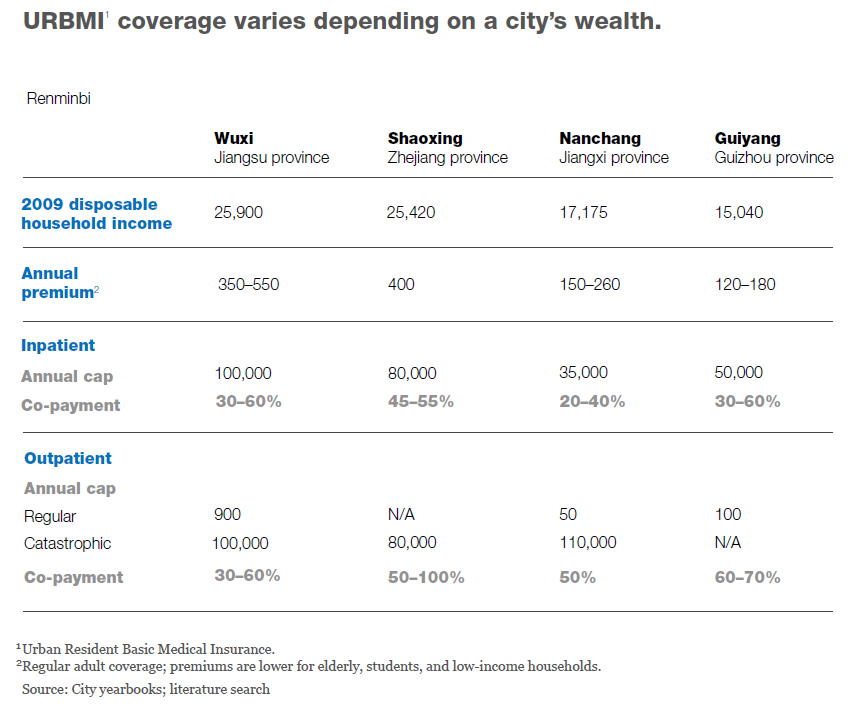 URBMI¹ coverage varies depending on a city's wealth.
Renminbi
Wuxi Shaoxing Nanchang Guiyang
Jiangsu province Zhejiang province Jiangxi province Guizhou province
2009 disposable
household income 25,900 25,420 17,175 15,040
Annual
premium² 350–550 400 150–260 120–180
Inpatient
Annual cap 100,000 80,000 35,000 50,000
Co-payment 30–60% 45–55% 20–40% 30–60%
Outpatient
Annual cap
Regular 900 N/A 50 100
Catastrophic 100,000 80,000 110,000 N/A
Co-payment 30–60% 50–100% 50% 60–70%
¹Urban Resident Basic Medical Insurance.
²Regular adult coverage; premiums are lower for elderly, students, and low-income households.
Source: City yearbooks; literature search